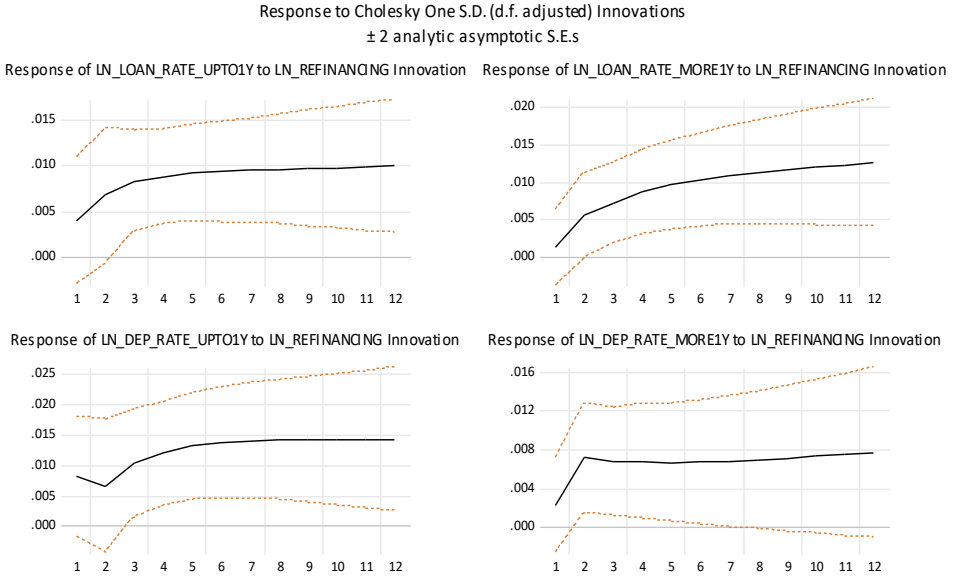 Response to Cholesky One S.D. (d.f. adjusted) Innovations
± 2 analytic asymptotic S.E.s
Response of LN_LOAN_RATE_UPTO1Y to LN_REFINANCING Innovation
.015
.010
.005
.000
1 2 3 4 5 6 7 8 9 10 11 12
Response of LN_LOAN_RATE_MORE1Y to LN_REFINANCING Innovation
.020
.015
.010
.005
.000
1 2 3 4 5 6 7 8 9 10 11 12
Response of LN_DEP_RATE_UPTO1Y to LN_REFINANCING Innovation
.025
.020
.015
.010
.005
.000
1 2 3 4 5 6 7 8 9 10 11 12
Response of LN_DEP_RATE_MORE1Y to LN_REFINANCING Innovation
.016
.012
.008
.004
.000
1 2 3 4 5 6 7 8 9 10 11 12